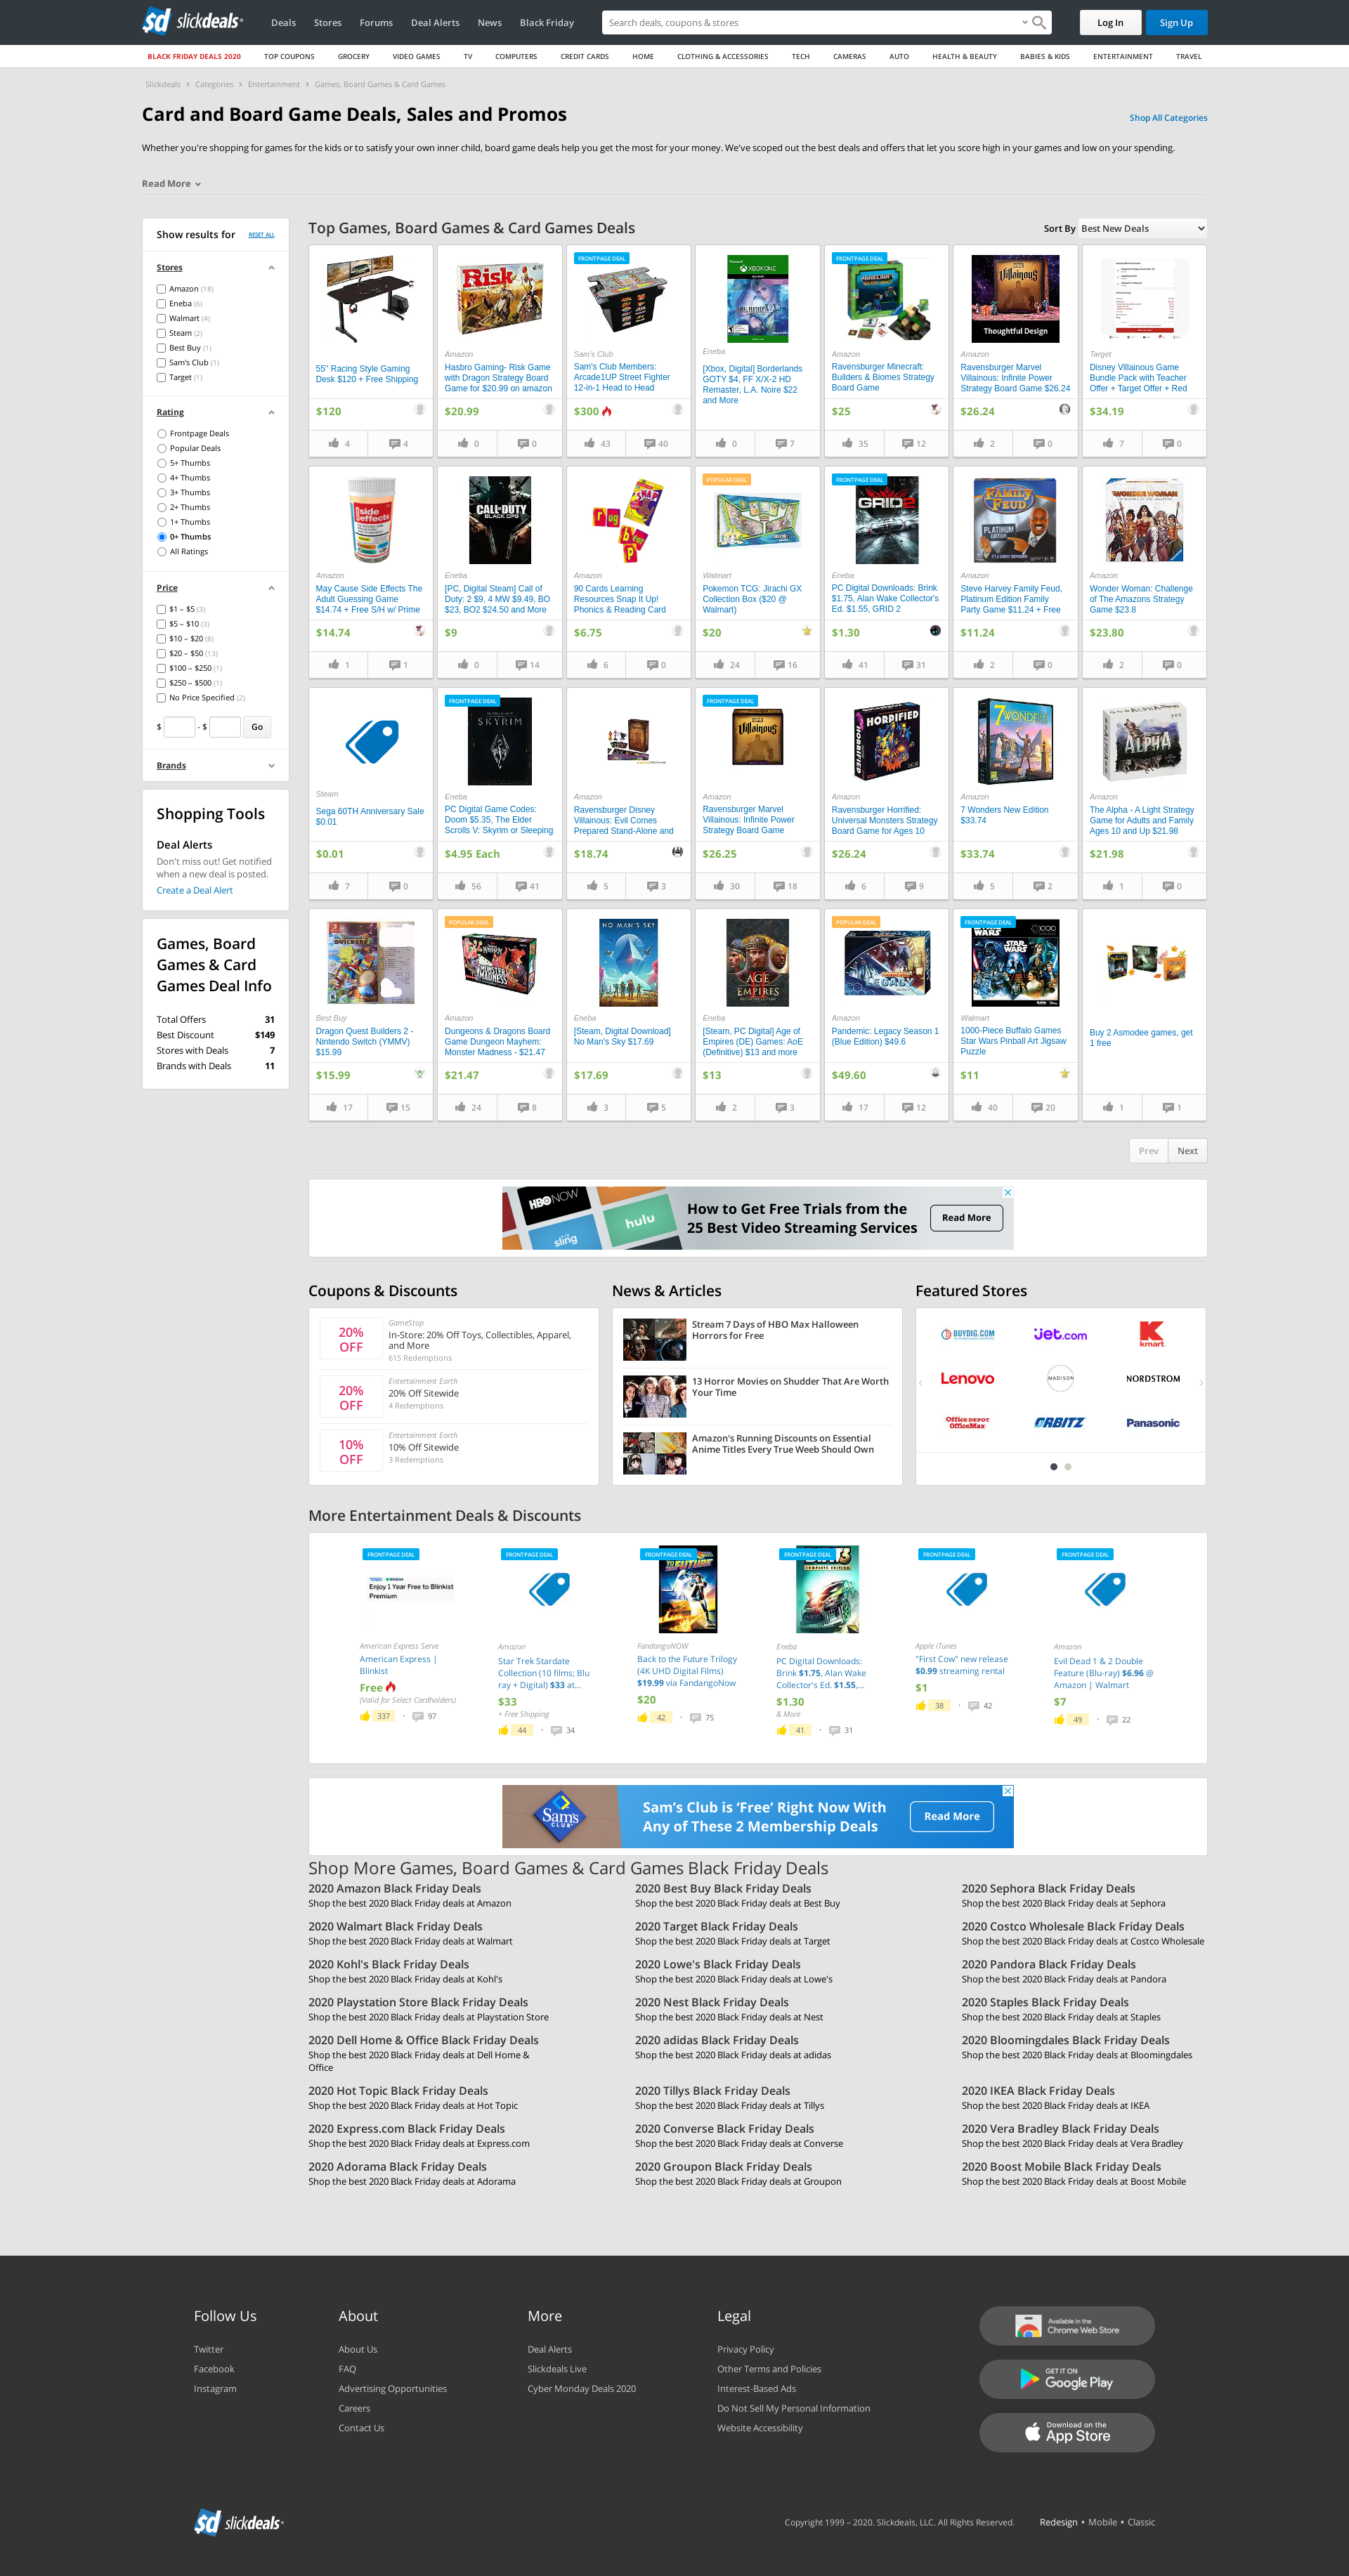 slickdeals
Deals
Stores
Forums
Deal Alerts
News
Black Friday
Search deals, coupons & stores
Log In
Sign Up
BLACK FRIDAY DEALS 2020
TOP COUPONS
GROCERY
VIDEO GAMES
TV
COMPUTERS
CREDIT CARDS
HOME
CLOTHING & ACCESSORIES
TECH
CAMERAS
AUTO
HEALTH & BEAUTY
BABIES & KIDS
ENTERTAINMENT
TRAVEL
Slickdeals › Categories › Entertainment › Games, Board Games & Card Games
Card and Board Game Deals, Sales and Promos
Shop All Categories
Whether you're shopping for games for the kids or to satisfy your own inner child, board game deals help you get the most for your money. We've scoped out the best deals and offers that let you score high in your games and low on your spending.
Read More
Show results for
RESET ALL
Stores
Amazon (18)
Eneba (6)
Walmart (4)
Steam (2)
Best Buy (1)
Sam's Club (1)
Target (1)
Rating
Frontpage Deals
Popular Deals
5+ Thumbs
4+ Thumbs
3+ Thumbs
2+ Thumbs
1+ Thumbs
0+ Thumbs
All Ratings
Price
$1 – $5 (3)
$5 – $10 (3)
$10 – $20 (8)
$20 – $50 (13)
$100 – $250 (1)
$250 – $500 (1)
No Price Specified (2)
$ - $ Go
Brands
Shopping Tools
Deal Alerts
Don't miss out! Get notified
when a new deal is posted.
Create a Deal Alert
Games, Board
Games & Card
Games Deal Info
Total Offers 31
Best Discount $149
Stores with Deals 7
Brands with Deals 11
Top Games, Board Games & Card Games Deals
Sort By Best New Deals
55" Racing Style Gaming
Desk $120 + Free Shipping
$120
4 4
Risk
Amazon
Hasbro Gaming- Risk Game
with Dragon Strategy Board
Game for $20.99 on amazon
$20.99
0 0
FRONTPAGE DEAL
Sam's Club
Sam's Club Members:
Arcade1UP Street Fighter
12-in-1 Head to Head
$300
43 40
XBOX ONE
Eneba
[Xbox, Digital] Borderlands
GOTY $4, FF X/X-2 HD
Remaster, L.A. Noire $22
and More
0 7
FRONTPAGE DEAL
MINECRAFT
Amazon
Ravensburger Minecraft:
Builders & Biomes Strategy
Board Game
$25
35 12
Villainous
Thoughtful Design
Amazon
Ravensburger Marvel
Villainous: Infinite Power
Strategy Board Game $26.24
$26.24
2 0
Target
Disney Villainous Game
Bundle Pack with Teacher
Offer + Target Offer + Red
$34.19
7 0
side effects
Amazon
May Cause Side Effects The
Adult Guessing Game
$14.74 + Free S/H w/ Prime
$14.74
1 1
CALL OF DUTY
BLACK OPS
Eneba
[PC, Digital Steam] Call of
Duty: 2 $9, 4 MW $9.49, BO
$23, BO2 $24.50 and More
$9
0 14
SNAP
Amazon
90 Cards Learning
Resources Snap It Up!
Phonics & Reading Card
$6.75
6 0
POPULAR DEAL
Walmart
Pokemon TCG: Jirachi GX
Collection Box ($20 @
Walmart)
$20
24 16
FRONTPAGE DEAL
GRID 2
Eneba
PC Digital Downloads: Brink
$1.75, Alan Wake Collector's
Ed. $1.55, GRID 2
$1.30
41 31
FAMILY FEUD
PLATINUM EDITION
Amazon
Steve Harvey Family Feud,
Platinum Edition Family
Party Game $11.24 + Free
$11.24
2 0
WONDER WOMAN
Amazon
Wonder Woman: Challenge
of The Amazons Strategy
Game $23.8
$23.80
2 0
Steam
Sega 60TH Anniversary Sale
$0.01
$0.01
7 0
FRONTPAGE DEAL
SKYRIM
Eneba
PC Digital Game Codes:
Doom $5.35, The Elder
Scrolls V: Skyrim or Sleeping
$4.95 Each
56 41
Amazon
Ravensburger Disney
Villainous: Evil Comes
Prepared Stand-Alone and
$18.74
5 3
FRONTPAGE DEAL
Villainous
Amazon
Ravensburger Marvel
Villainous: Infinite Power
Strategy Board Game
$26.25
30 18
HORRIFIED
Amazon
Ravensburger Horrified:
Universal Monsters Strategy
Board Game for Ages 10
$26.24
6 9
7 WONDERS
Amazon
7 Wonders New Edition
$33.74
$33.74
5 2
ALPHA
Amazon
The Alpha - A Light Strategy
Game for Adults and Family
Ages 10 and Up $21.98
$21.98
1 0
BUILDERS
Best Buy
Dragon Quest Builders 2 -
Nintendo Switch (YMMV)
$15.99
$15.99
17 15
POPULAR DEAL
MONSTER MADNESS
Amazon
Dungeons & Dragons Board
Game Dungeon Mayhem:
Monster Madness - $21.47
$21.47
24 8
NO MAN'S SKY
Eneba
[Steam, Digital Download]
No Man's Sky $17.69
$17.69
3 5
AGE EMPIRES
Eneba
[Steam, PC Digital] Age of
Empires (DE) Games: AoE
(Definitive) $13 and more
$13
2 3
POPULAR DEAL
PANDEMIC
LEGACY
Amazon
Pandemic: Legacy Season 1
(Blue Edition) $49.6
$49.60
17 12
FRONTPAGE DEAL
STAR WARS
1000
Walmart
1000-Piece Buffalo Games
Star Wars Pinball Art Jigsaw
Puzzle
$11
40 20
Buy 2 Asmodee games, get
1 free
1 1
Prev
Next
HBO NOW
hulu
sling
How to Get Free Trials from the
25 Best Video Streaming Services
Read More
Coupons & Discounts
20%
OFF
GameStop
In-Store: 20% Off Toys, Collectibles, Apparel,
and More
615 Redemptions
20%
OFF
Entertainment Earth
20% Off Sitewide
4 Redemptions
10%
OFF
Entertainment Earth
10% Off Sitewide
3 Redemptions
News & Articles
Stream 7 Days of HBO Max Halloween
Horrors for Free
13 Horror Movies on Shudder That Are Worth
Your Time
Amazon's Running Discounts on Essential
Anime Titles Every True Weeb Should Own
Featured Stores
BUYDIG.COM
Jet.com
kmart
Lenovo
MADISON
NORDSTROM
Office DEPOT
OfficeMax
ORBITZ
Panasonic
More Entertainment Deals & Discounts
FRONTPAGE DEAL
Blinkist
Enjoy 1 Year Free to Blinkist
Premium
American Express Serve
American Express |
Blinkist
Free
(Valid for Select Cardholders)
337 · 97
FRONTPAGE DEAL
Amazon
Star Trek Stardate
Collection (10 films; Blu
ray + Digital) $33 at...
$33
+ Free Shipping
44 · 34
FRONTPAGE DEAL
FUTURE
FandangoNOW
Back to the Future Trilogy
(4K UHD Digital Films)
$19.99 via FandangoNow
$20
42 · 75
FRONTPAGE DEAL
COMPLETE EDITION
Eneba
PC Digital Downloads:
Brink $1.75, Alan Wake
Collector's Ed. $1.55,...
$1.30
& More
41 · 31
FRONTPAGE DEAL
Apple iTunes
"First Cow" new release
$0.99 streaming rental
$1
38 · 42
FRONTPAGE DEAL
Amazon
Evil Dead 1 & 2 Double
Feature (Blu-ray) $6.96 @
Amazon | Walmart
$7
49 · 22
Sam's
CLUB
Sam's Club is 'Free' Right Now With
Any of These 2 Membership Deals
Read More
Shop More Games, Board Games & Card Games Black Friday Deals
2020 Amazon Black Friday Deals
Shop the best 2020 Black Friday deals at Amazon
2020 Best Buy Black Friday Deals
Shop the best 2020 Black Friday deals at Best Buy
2020 Sephora Black Friday Deals
Shop the best 2020 Black Friday deals at Sephora
2020 Walmart Black Friday Deals
Shop the best 2020 Black Friday deals at Walmart
2020 Target Black Friday Deals
Shop the best 2020 Black Friday deals at Target
2020 Costco Wholesale Black Friday Deals
Shop the best 2020 Black Friday deals at Costco Wholesale
2020 Kohl's Black Friday Deals
Shop the best 2020 Black Friday deals at Kohl's
2020 Lowe's Black Friday Deals
Shop the best 2020 Black Friday deals at Lowe's
2020 Pandora Black Friday Deals
Shop the best 2020 Black Friday deals at Pandora
2020 Playstation Store Black Friday Deals
Shop the best 2020 Black Friday deals at Playstation Store
2020 Nest Black Friday Deals
Shop the best 2020 Black Friday deals at Nest
2020 Staples Black Friday Deals
Shop the best 2020 Black Friday deals at Staples
2020 Dell Home & Office Black Friday Deals
Shop the best 2020 Black Friday deals at Dell Home &
Office
2020 adidas Black Friday Deals
Shop the best 2020 Black Friday deals at adidas
2020 Bloomingdales Black Friday Deals
Shop the best 2020 Black Friday deals at Bloomingdales
2020 Hot Topic Black Friday Deals
Shop the best 2020 Black Friday deals at Hot Topic
2020 Tillys Black Friday Deals
Shop the best 2020 Black Friday deals at Tillys
2020 IKEA Black Friday Deals
Shop the best 2020 Black Friday deals at IKEA
2020 Express.com Black Friday Deals
Shop the best 2020 Black Friday deals at Express.com
2020 Converse Black Friday Deals
Shop the best 2020 Black Friday deals at Converse
2020 Vera Bradley Black Friday Deals
Shop the best 2020 Black Friday deals at Vera Bradley
2020 Adorama Black Friday Deals
Shop the best 2020 Black Friday deals at Adorama
2020 Groupon Black Friday Deals
Shop the best 2020 Black Friday deals at Groupon
2020 Boost Mobile Black Friday Deals
Shop the best 2020 Black Friday deals at Boost Mobile
Follow Us
Twitter
Facebook
Instagram
About
About Us
FAQ
Advertising Opportunities
Careers
Contact Us
More
Deal Alerts
Slickdeals Live
Cyber Monday Deals 2020
Legal
Privacy Policy
Other Terms and Policies
Interest-Based Ads
Do Not Sell My Personal Information
Website Accessibility
Available in the
Chrome Web Store
GET IT ON
Google Play
Download on the
App Store
slickdeals
Copyright 1999 – 2020. Slickdeals, LLC. All Rights Reserved.
Redesign • Mobile • Classic